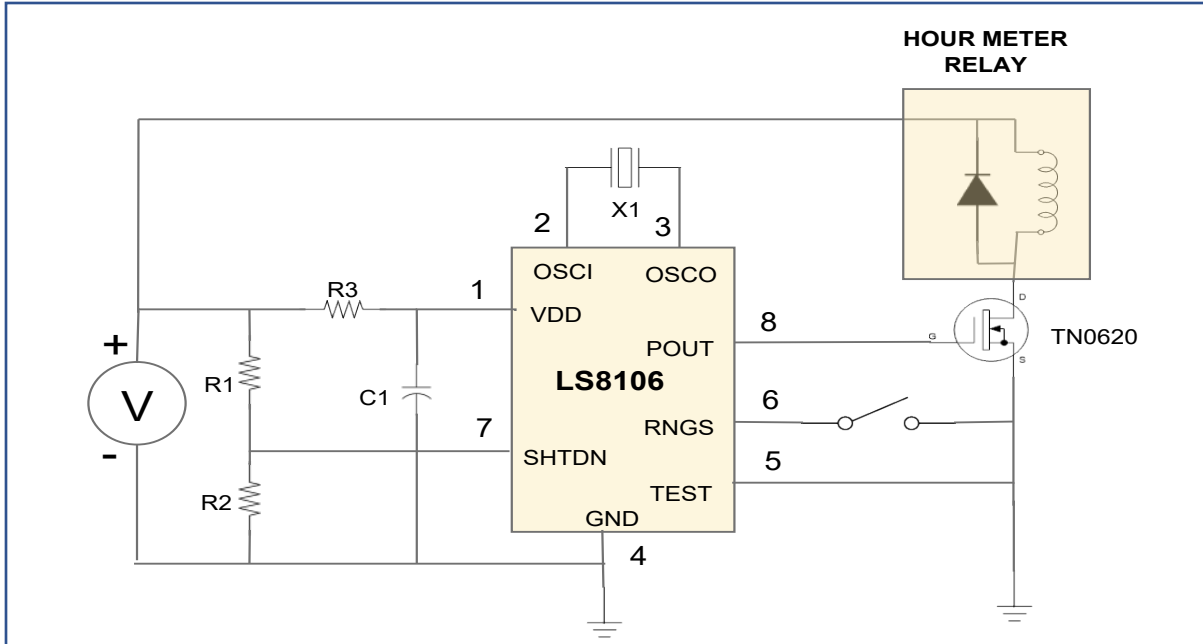 HOUR METER
RELAY
X1
2
3
OSCI
OSCO
R3
1
VDD
D
8
G
TN0620
POUT
S
+
R1
LS8106
C1
V
6
7
RNGS
-
SHTDN
5
R2
TEST
GND
4